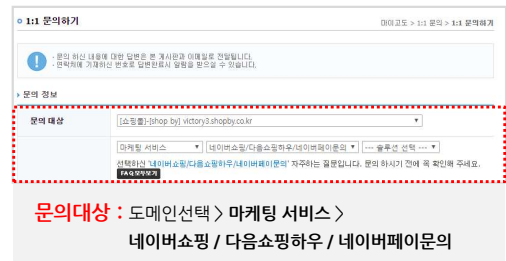 1:1 문의하기
마이고도 > 1:1 문의 > 1:1 문의하기
· 문의 하신 내용에 대한 답변은 본 게시판과 이메일로 전달됩니다.
· 연락처에 기재하신 번호로 답변완료시 알람을 받으실 수 있습니다.
문의 정보
문의 대상
[쇼핑몰]-[shop by] victory3.shopby.co.kr
마케팅 서비스 네이버쇼핑/다음쇼핑하우/네이버페이문의 --- 솔루션 선택 ---
선택하신 '네이버쇼핑/다음쇼핑하우/네이버페이문의' 자주하는 질문입니다. 문의 하시기 전에 꼭 확인해 주세요.
FAQ 모두보기
문의대상 : 도메인선택 > 마케팅 서비스 >
네이버쇼핑 / 다음쇼핑하우 / 네이버페이문의